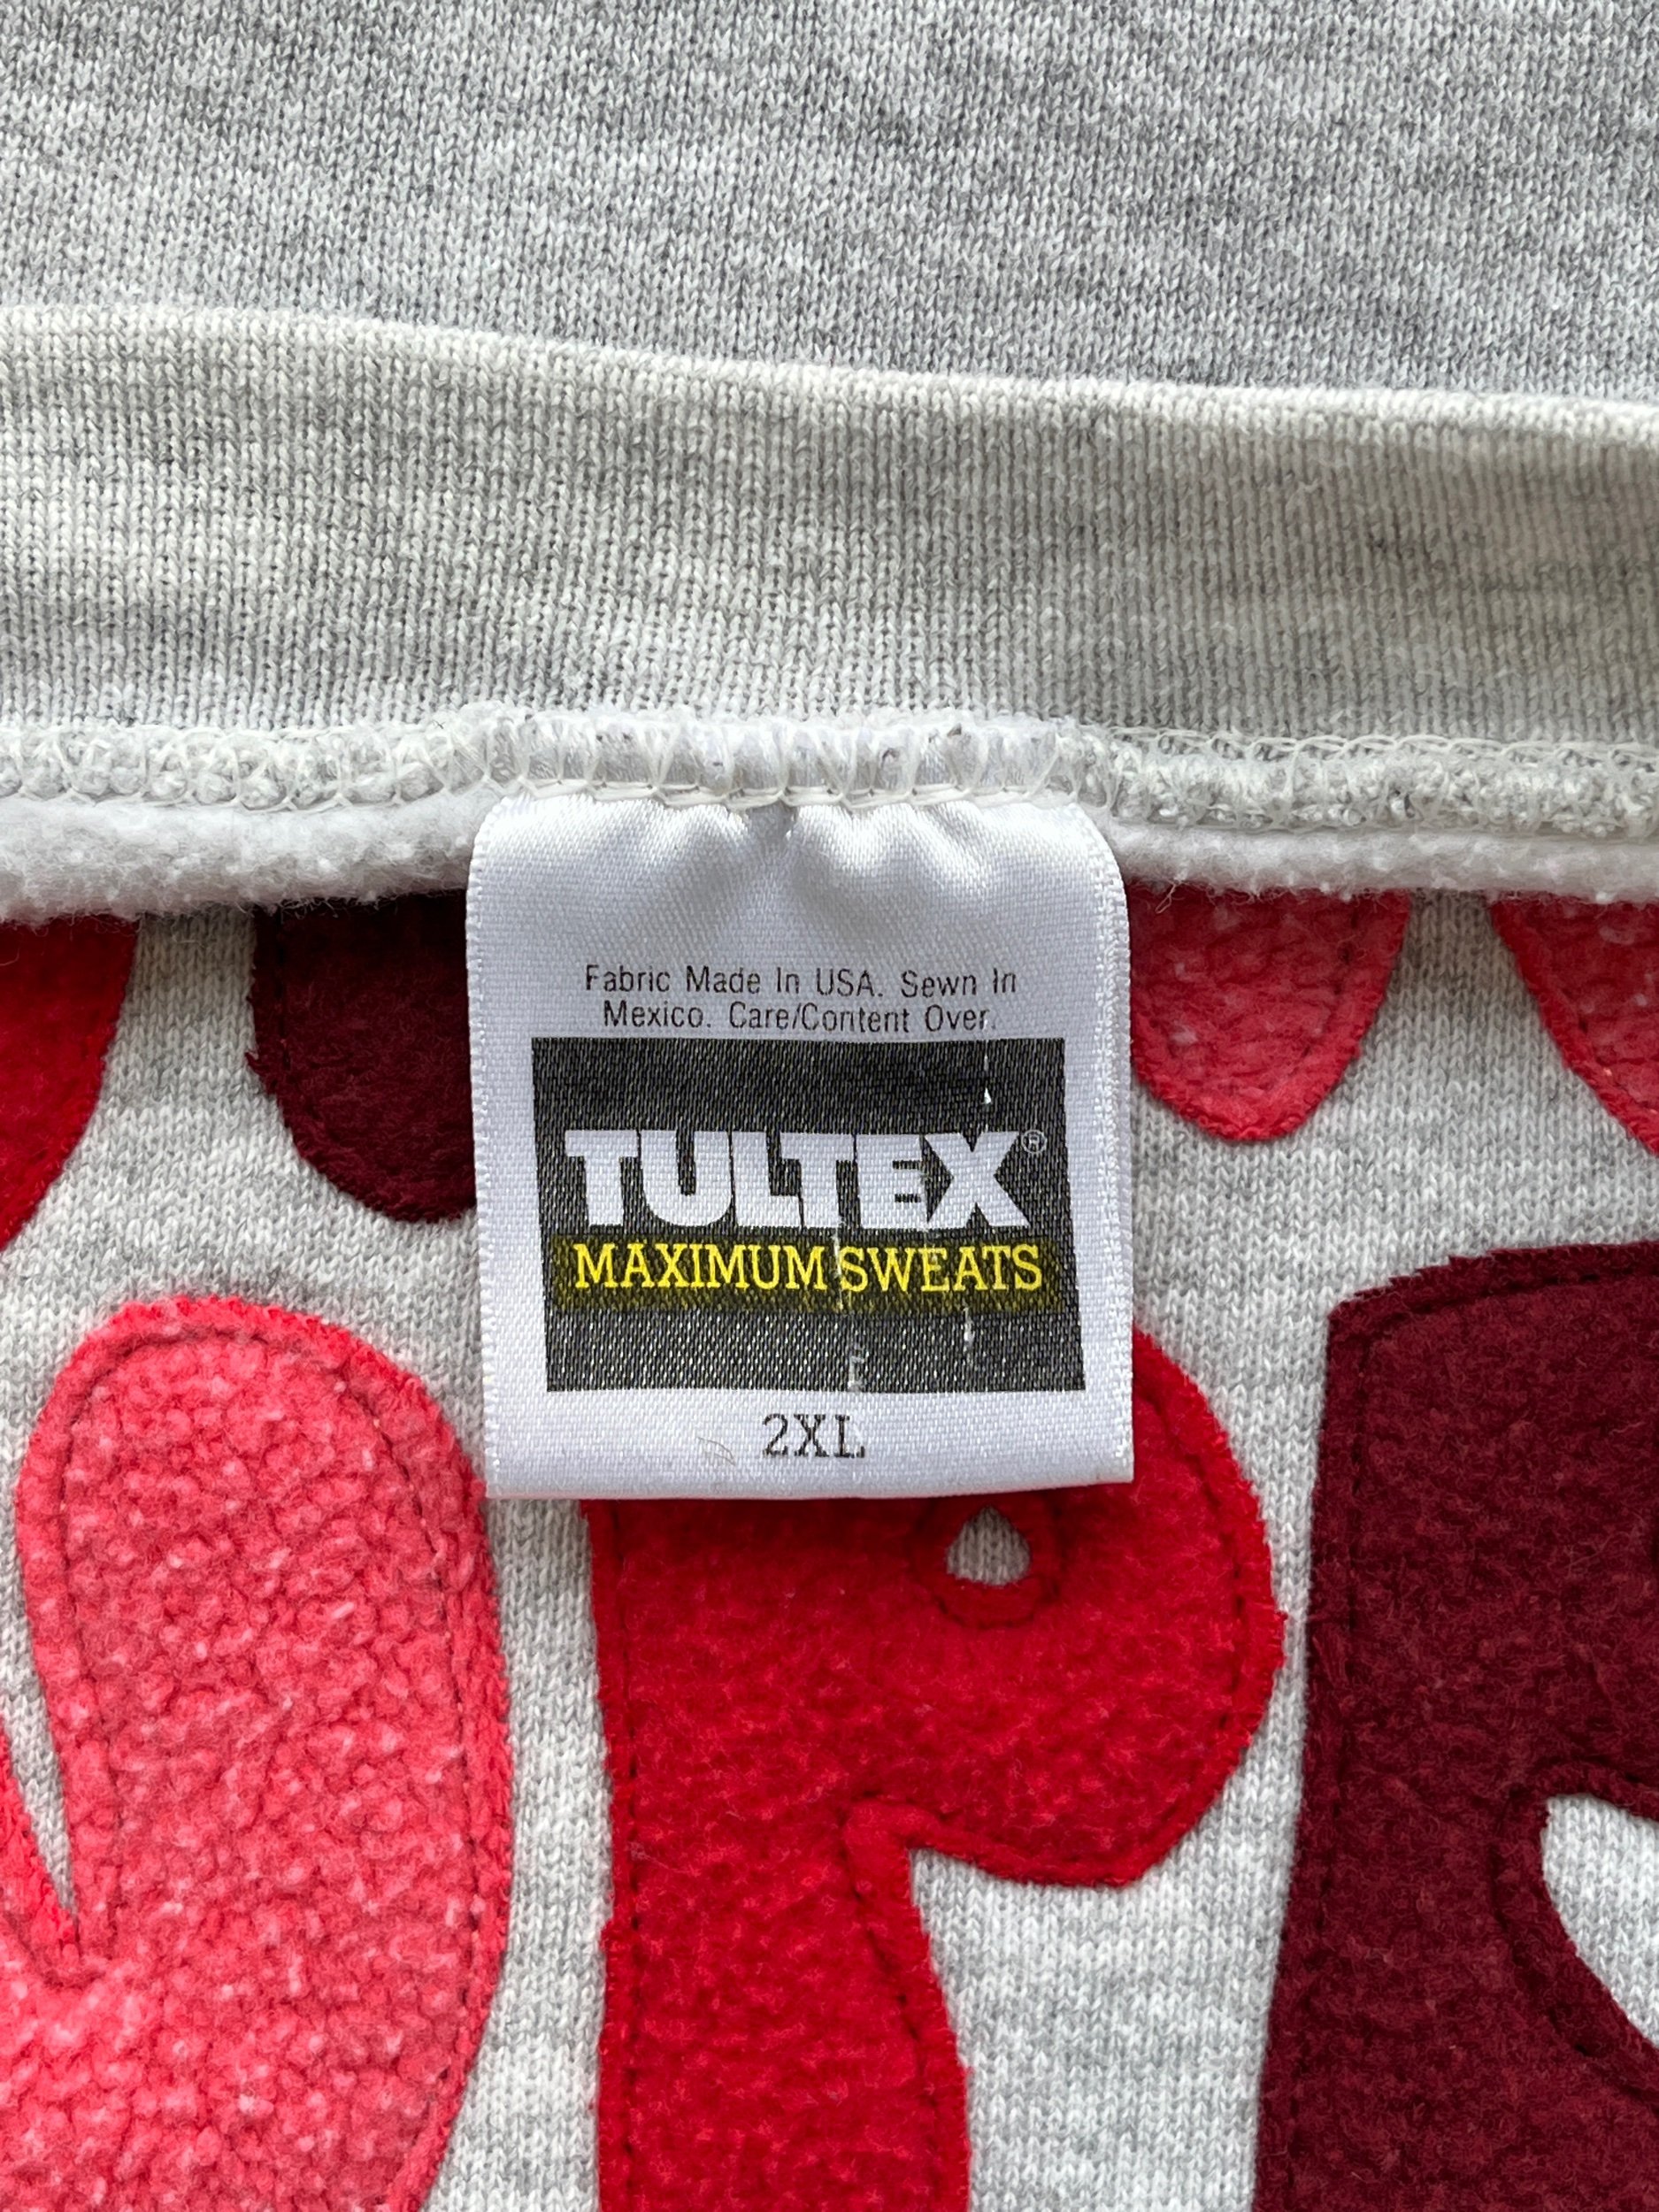 Fabric Made In USA. Sewn In
Mexico. Care/Content Over.
TULTEX®
MAXIMUM SWEATS
2XL